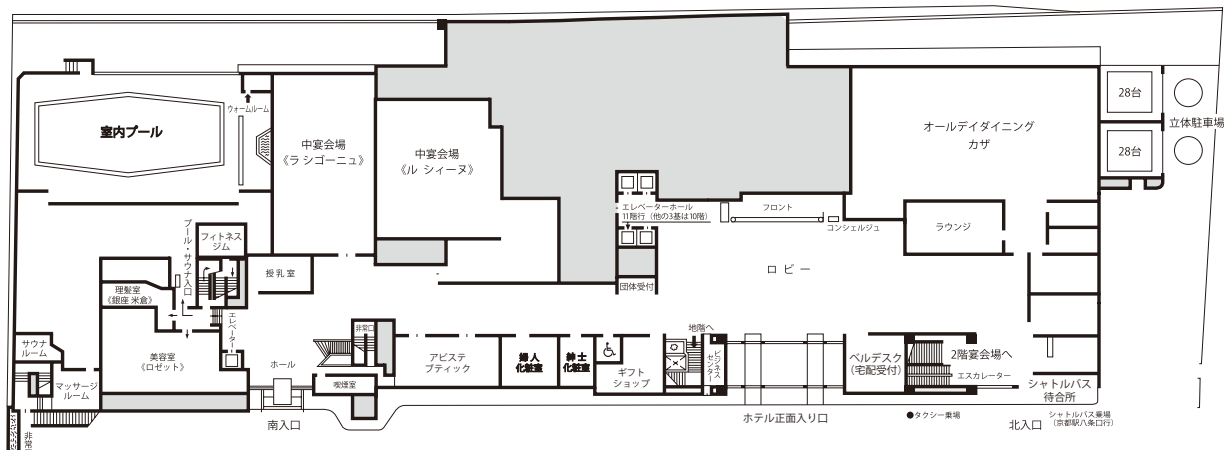 28台
28台
立体駐車場
オールデイダイニング
カザ
ウォームルーム
室内プール
中宴会場
《ラ シゴーニュ》
中宴会場
《ル シィーヌ》
エレベーターホール
11階行（他の3基は10階）
フロント
コンシェルジュ
ラウンジ
プール・サウナ入口
フィットネス
ジム
授乳室
ロビー
団体受付
理髪室
《銀座 米倉》
エレベーター
サウナ
ルーム
美容室
《ロゼット》
マッサージ
ルーム
ホール
非常口
喫煙室
アピステ
ブティック
婦人
化粧室
紳士
化粧室
ギフト
ショップ
地階へ
ビジネス
センター
ベルデスク
（宅配受付）
2階宴会場へ
エスカレーター
シャトルバス
待合所
南入口
ホテル正面入り口
●タクシー乗場
北入口
シャトルバス乗場
（京都駅八条口行）
非常